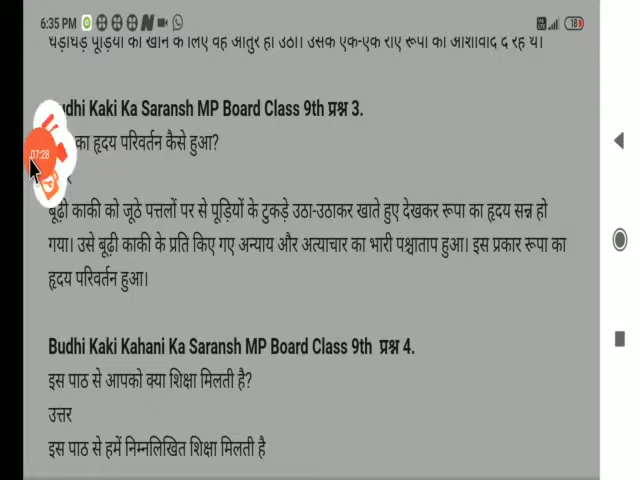 6:35 PM
18
धड़ाधड़ पूड़ियों को खाने के लिए वह आतुर हो उठी। उसके एक-एक रोएँ रूपा को आशीर्वाद दे रहे थे।
udhi Kaki Ka Saransh MP Board Class 9th प्रश्न 3.
का हृदय परिवर्तन कैसे हुआ?
07:28
बूढ़ी काकी को जूठे पत्तलों पर से पूड़ियों के टुकड़े उठा-उठाकर खाते हुए देखकर रूपा का हृदय सन्न हो
गया। उसे बूढ़ी काकी के प्रति किए गए अन्याय और अत्याचार का भारी पश्चाताप हुआ। इस प्रकार रूपा का
हृदय परिवर्तन हुआ।
Budhi Kaki Kahani Ka Saransh MP Board Class 9th प्रश्न 4.
इस पाठ से आपको क्या शिक्षा मिलती है?
उत्तर
इस पाठ से हमें निम्नलिखित शिक्षा मिलती है